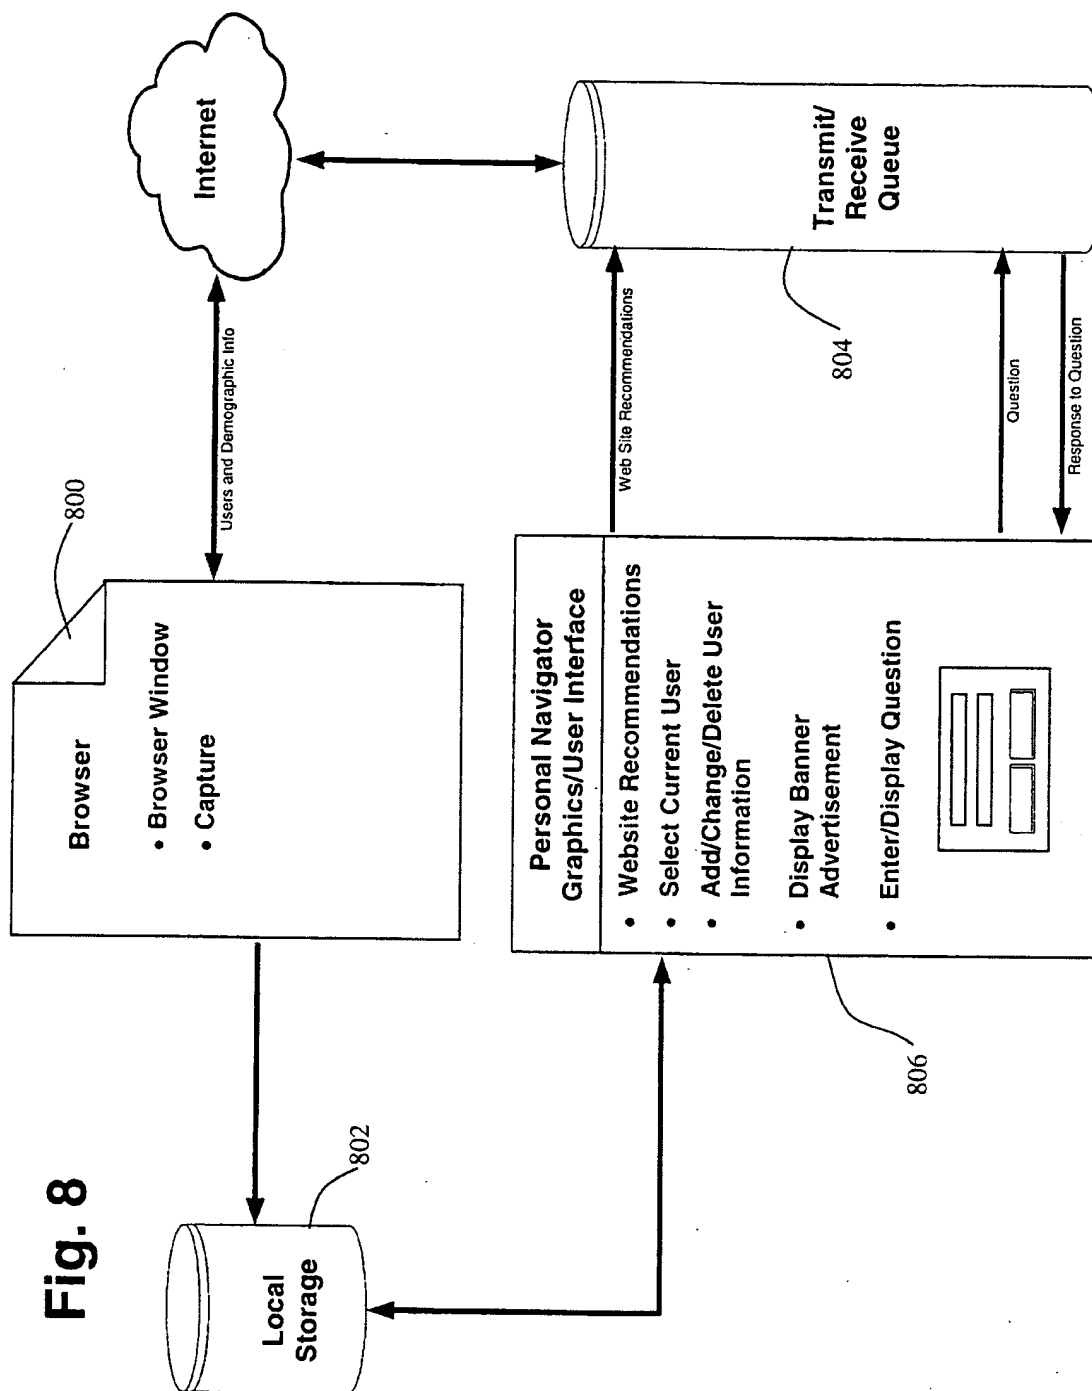 Fig. 8
Local
Storage
802
Browser
• Browser Window
• Capture
800
Users and Demographic Info
Internet
Personal Navigator
Graphics/User Interface
• Website Recommendations
• Select Current User
• Add/Change/Delete User
Information
• Display Banner
Advertisement
• Enter/Display Question
806
Web Site Recommendations
Question
Response to Question
Transmit/
Receive
Queue
804